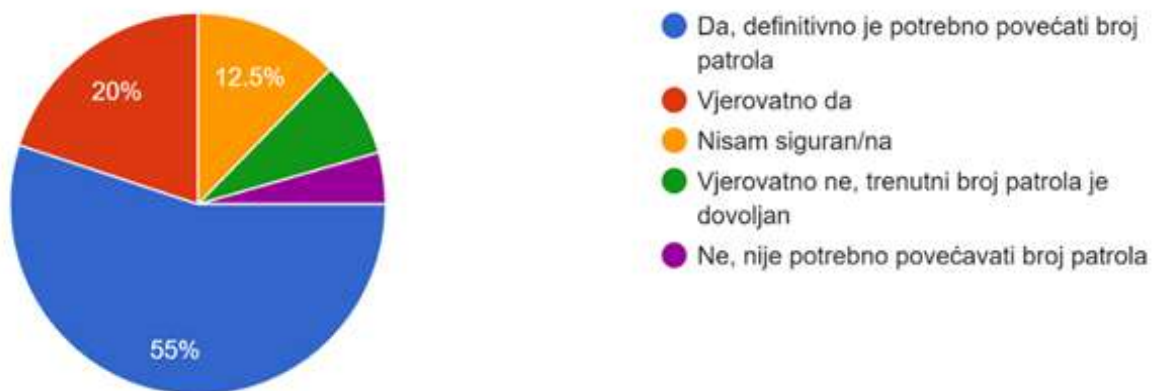 20%
12.5%
55%
Da, definitivno je potrebno povećati broj
patrola
Vjerovatno da
Nisam siguran/na
Vjerovatno ne, trenutni broj patrola je
dovoljan
Ne, nije potrebno povećavati broj patrola